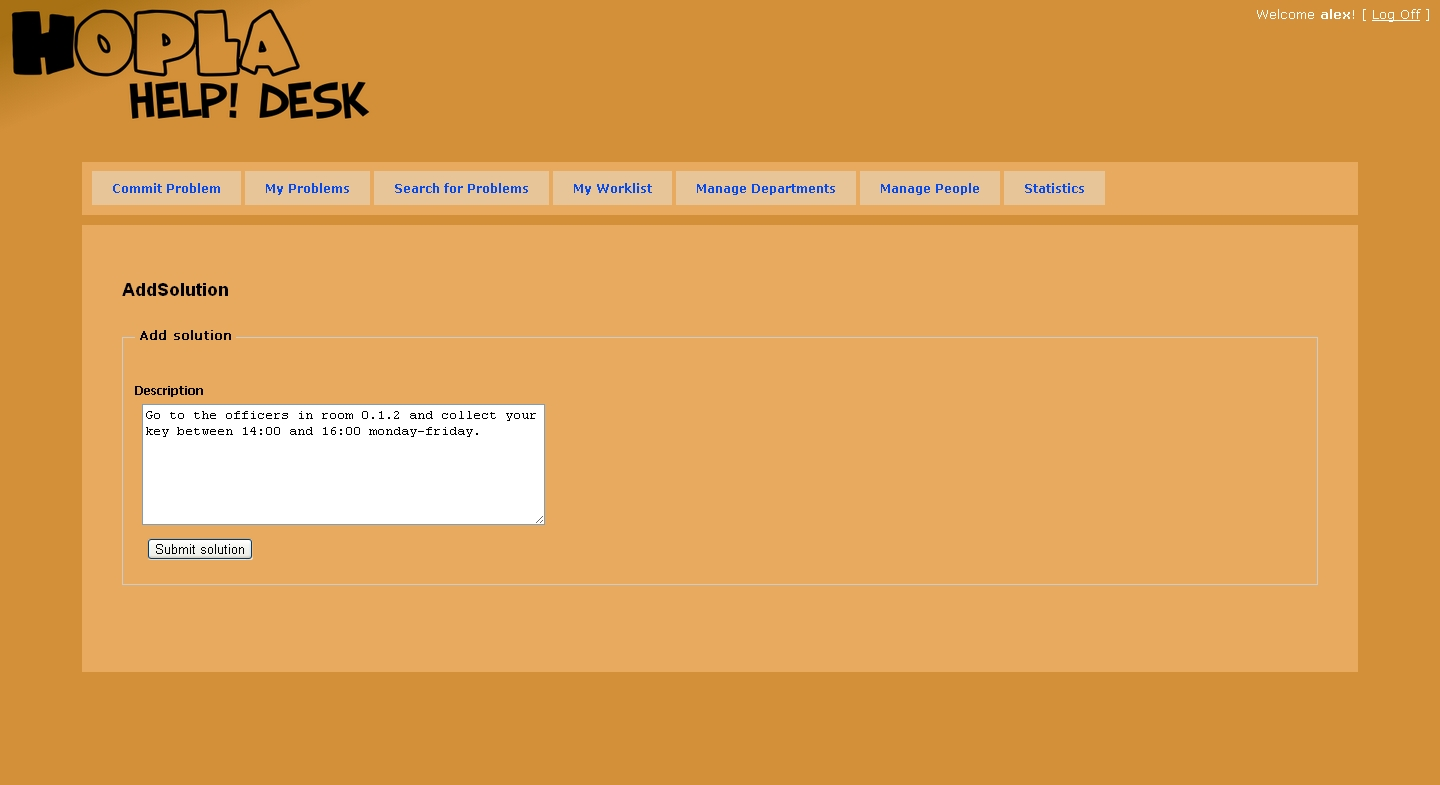 HOPLA
HELP! DESK
Welcome alex! [ Log Off ]
Commit Problem
My Problems
Search for Problems
My Worklist
Manage Departments
Manage People
Statistics
AddSolution
Add solution
Description
Go to the officers in room 0.1.2 and collect your
key between 14:00 and 16:00 monday-friday.
Submit solution